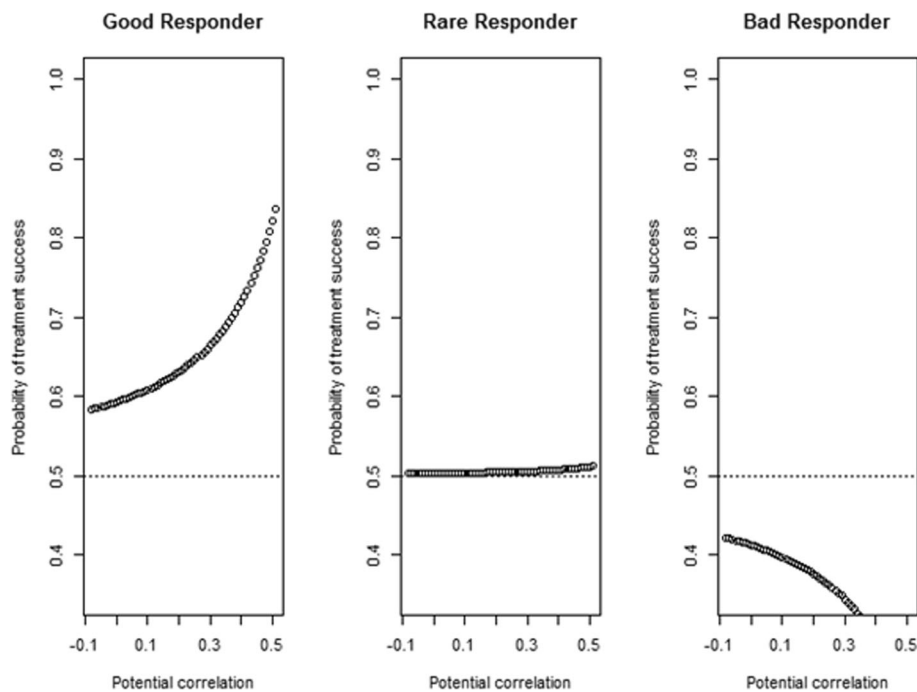 Good Responder
Rare Responder
Bad Responder
Probability of treatment success
1.0
0.9
0.8
0.7
0.6
0.5
0.4
-0.1 0.1 0.3 0.5
Potential correlation
Probability of treatment success
1.0
0.9
0.8
0.7
0.6
0.5
0.4
-0.1 0.1 0.3 0.5
Potential correlation
Probability of treatment success
1.0
0.9
0.8
0.7
0.6
0.5
0.4
-0.1 0.1 0.3 0.5
Potential correlation